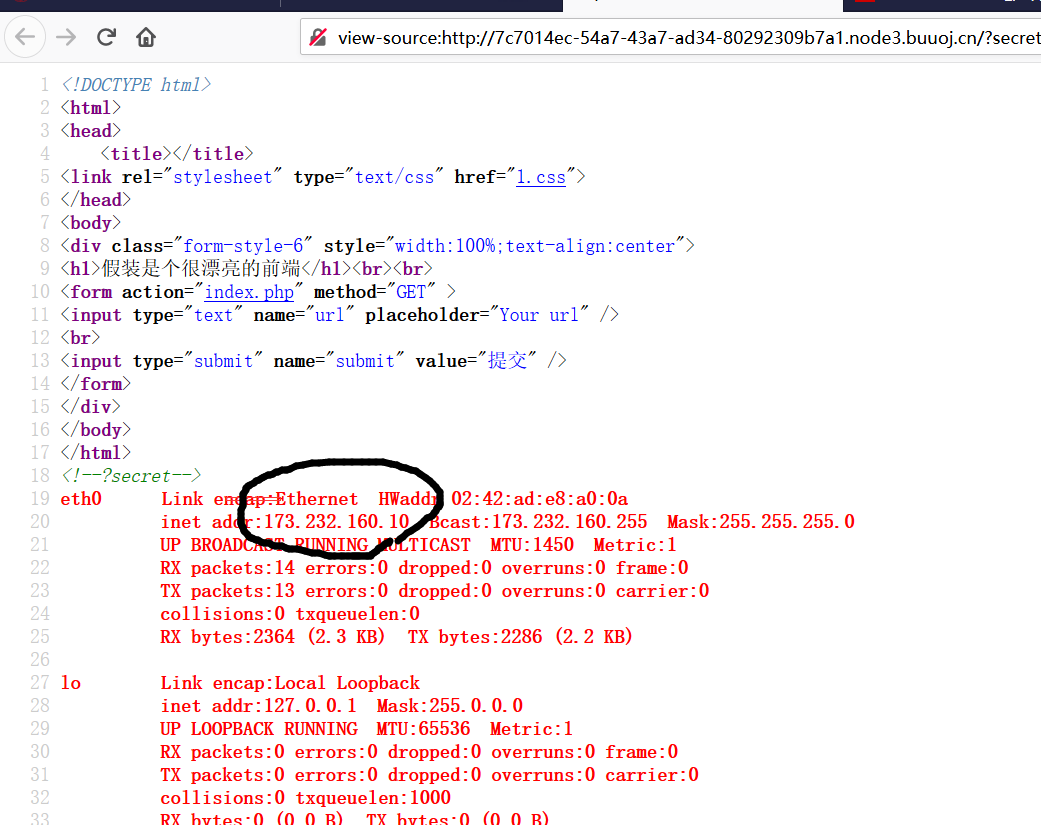 view-source:http://7c7014ec-54a7-43a7-ad34-80292309b7a1.node3.buuoj.cn/?secret
1 <!DOCTYPE html>
2 <html>
3 <head>
4 <title></title>
5 <link rel="stylesheet" type="text/css" href="1.css">
6 </head>
7 <body>
8 <div class="form-style-6" style="width:100%;text-align:center">
9 <h1>假装是个很漂亮的前端</h1><br><br>
10 <form action="index.php" method="GET" >
11 <input type="text" name="url" placeholder="Your url" />
12 <br>
13 <input type="submit" name="submit" value="提交" />
14 </form>
15 </div>
16 </body>
17 </html>
18 <!--?secret-->
19 eth0 Link encap:Ethernet HWaddr 02:42:ad:e8:a0:0a
20 inet addr:173.232.160.10 Bcast:173.232.160.255 Mask:255.255.255.0
21 UP BROADCAST RUNNING MULTICAST MTU:1450 Metric:1
22 RX packets:14 errors:0 dropped:0 overruns:0 frame:0
23 TX packets:13 errors:0 dropped:0 overruns:0 carrier:0
24 collisions:0 txqueuelen:0
25 RX bytes:2364 (2.3 KB) TX bytes:2286 (2.2 KB)
26
27 lo Link encap:Local Loopback
28 inet addr:127.0.0.1 Mask:255.0.0.0
29 UP LOOPBACK RUNNING MTU:65536 Metric:1
30 RX packets:0 errors:0 dropped:0 overruns:0 frame:0
31 TX packets:0 errors:0 dropped:0 overruns:0 carrier:0
32 collisions:0 txqueuelen:1000
33 RX bytes:0 (0.0 B) TX bytes:0 (0.0 B)